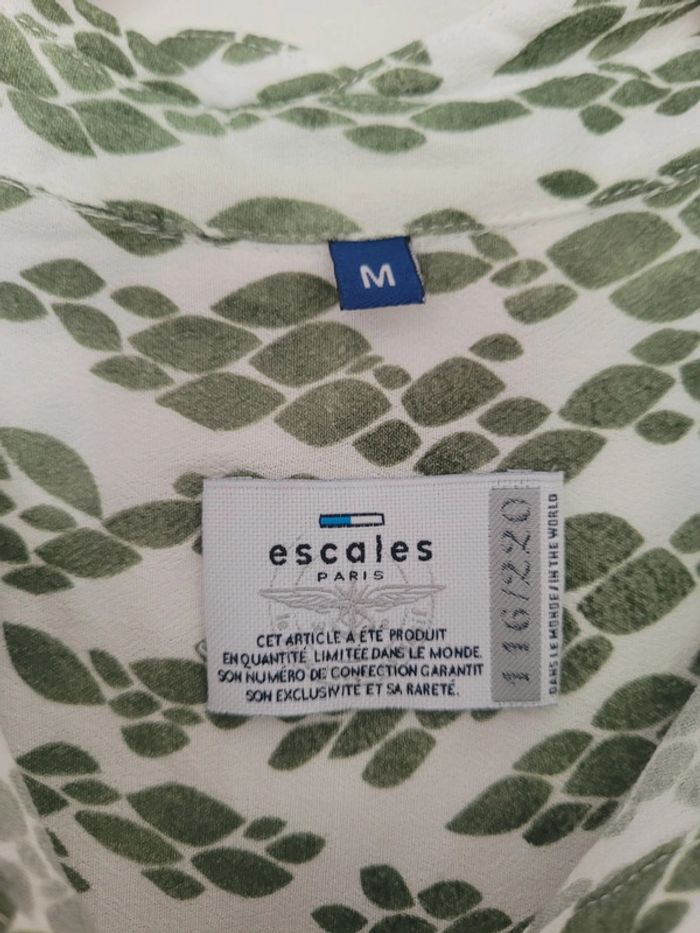 M
escales
PARIS
CET ARTICLE A ÉTÉ PRODUIT
EN QUANTITÉ LIMITÉE DANS LE MONDE.
SON NUMÉRO DE CONFECTION GARANTIT
SON EXCLUSIVITÉ ET SA RARETÉ.
116/220
DANS LE MONDE/IN THE WORLD